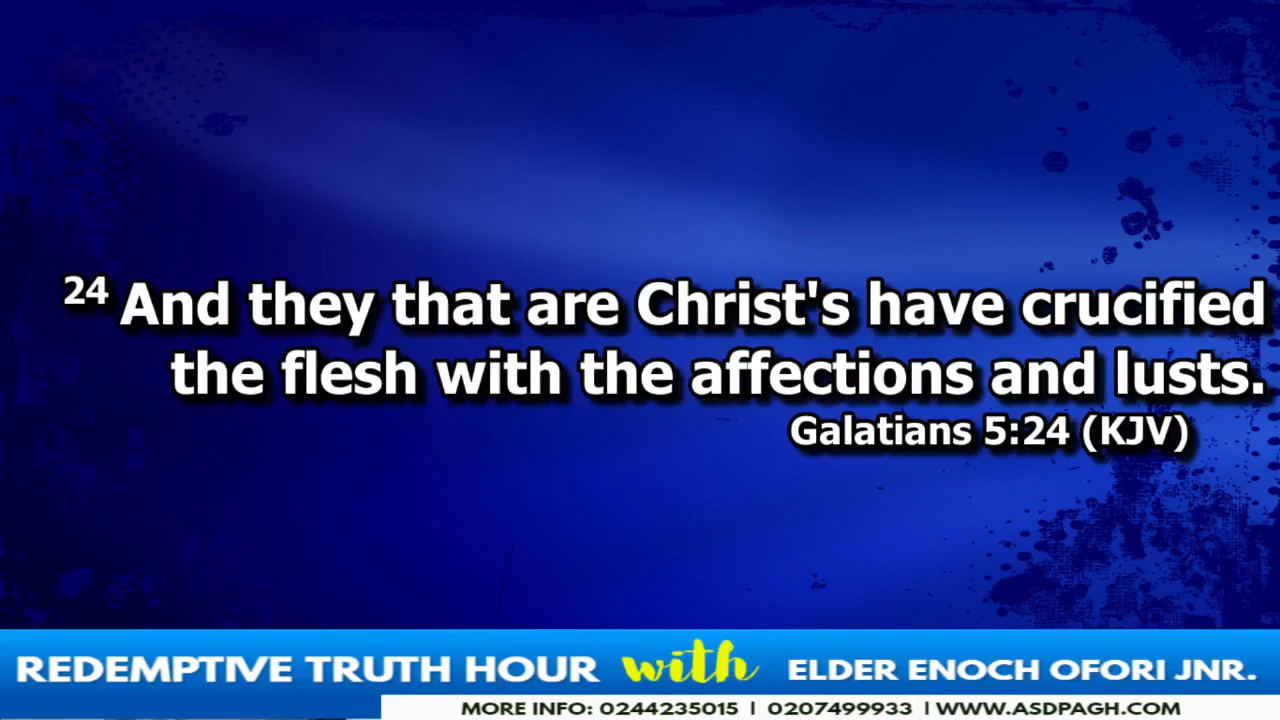 24 And they that are Christ's have crucified
the flesh with the affections and lusts.
Galatians 5:24 (KJV)
REDEMPTIVE TRUTH HOUR with ELDER ENOCH OFORI JNR.
MORE INFO: 0244235015 | 0207499933 | WWW.ASDPAGH.COM